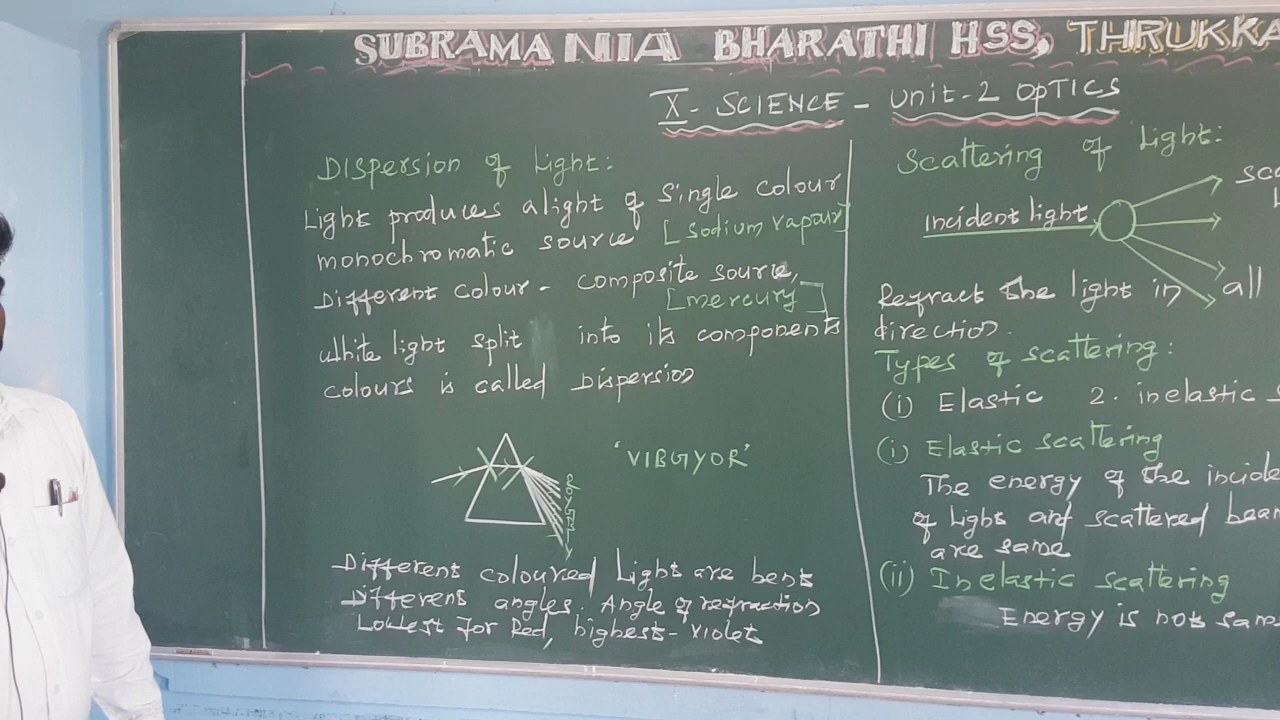 SUBRAMANIA BHARATHI HSS, THRUKKA
X - SCIENCE - Unit-2 OPTICS
Dispersion of Light:
Light produces a light of Single colour
monochromatic source [sodium vapour]
Different colour - composite source,
[mercury]
white light split into its components
colours is called Dispersion
'VIBGYOR'
Different coloured Light are bent
Different angles. Angle of refraction
Lowest for Red, highest - Violet
Scattering of Light:
sca
incident light
Refract the light in all
direction.
Types of scattering:
(i) Elastic 2. inelastic s
(i) Elastic scattering
The energy of the incide
of Light and scattered bear
are same
(ii) Inelastic scattering
Energy is not same